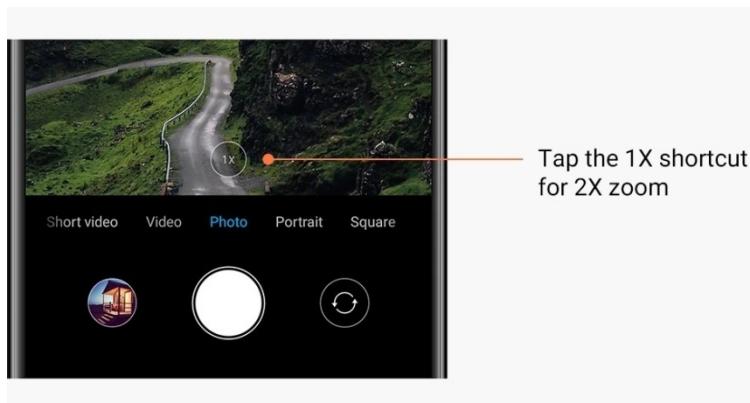 1X
Tap the 1X shortcut
for 2X zoom
Short video Video Photo Portrait Square